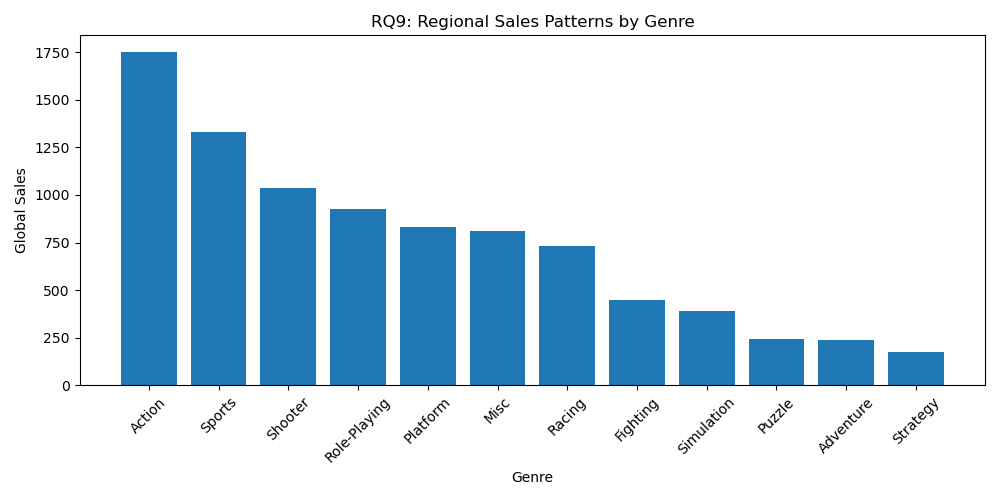 RQ9: Regional Sales Patterns by Genre
Global Sales
1750
1500
1250
1000
750
500
250
0
Action
Sports
Shooter
Role-Playing
Platform
Misc
Racing
Fighting
Simulation
Puzzle
Adventure
Strategy
Genre